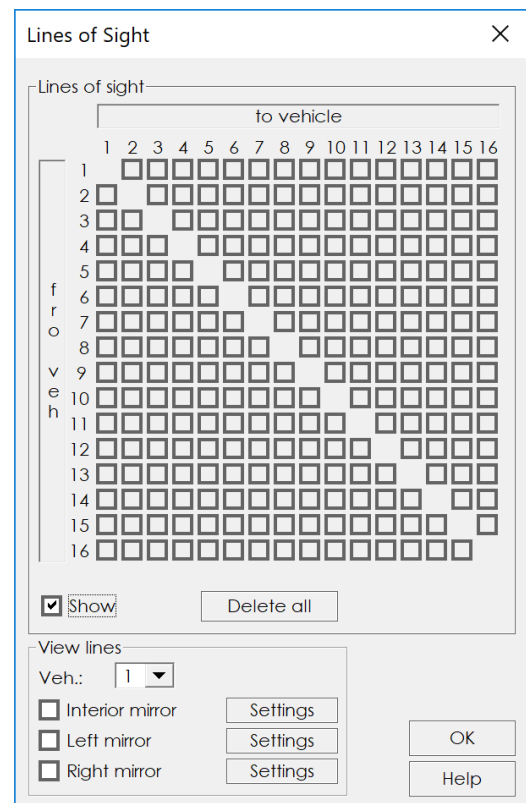 Lines of Sight
Lines of sight
to vehicle
1 2 3 4 5 6 7 8 9 10 11 12 13 14 15 16
1
2
3
4
5
6
7
8
9
10
11
12
13
14
15
16
fro veh
Show
Delete all
View lines
Veh.: 1
Interior mirror Settings
Left mirror Settings
Right mirror Settings
OK
Help